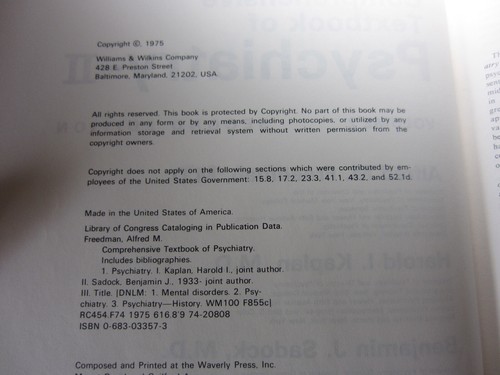 Copyright ©, 1975
Williams & Wilkins Company
428 E. Preston Street
Baltimore, Maryland, 21202, USA.
All rights reserved. This book is protected by Copyright. No part of this book may be
produced in any form or by any means, including photocopies, or utilized by any
information storage and retrieval system without written permission from the
copyright owners.
Copyright does not apply on the following sections which were contributed by em-
ployees of the United States Government: 15.8, 17.2, 23.3, 41.1, 43.2, and 52.1d.
Made in the United States of America.
Library of Congress Cataloging in Publication Data.
Freedman, Alfred M.
Comprehensive Textbook of Psychiatry.
Includes bibliographies.
1. Psychiatry. I. Kaplan, Harold I., joint author.
II. Sadock, Benjamin J., 1933- joint author.
III. Title. |DNLM: 1. Mental disorders. 2. Psy-
chiatry. 3. Psychiatry—History. WM100 F855c|
RC454.F74 1975 616.8'9 74-20808
ISBN 0-683-03357-3
Composed and Printed at the Waverly Press, Inc.